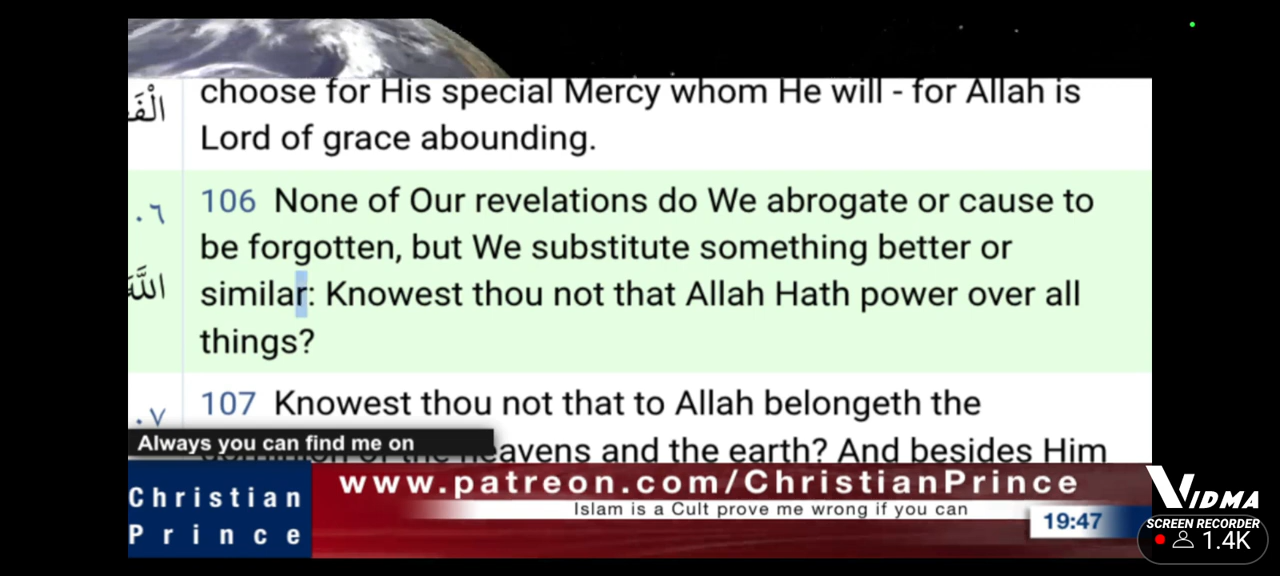 choose for His special Mercy whom He will - for Allah is
Lord of grace abounding.
106 None of Our revelations do We abrogate or cause to
be forgotten, but We substitute something better or
similar: Knowest thou not that Allah Hath power over all
things?
107 Knowest thou not that to Allah belongeth the
heavens and the earth? And besides Him
٠٦
اللَّه
٠٧
Always you can find me on
Christian
Prince
www.patreon.com/ChristianPrince
Islam is a Cult prove me wrong if you can
19:47
VIDMA
SCREEN RECORDER
1.4K